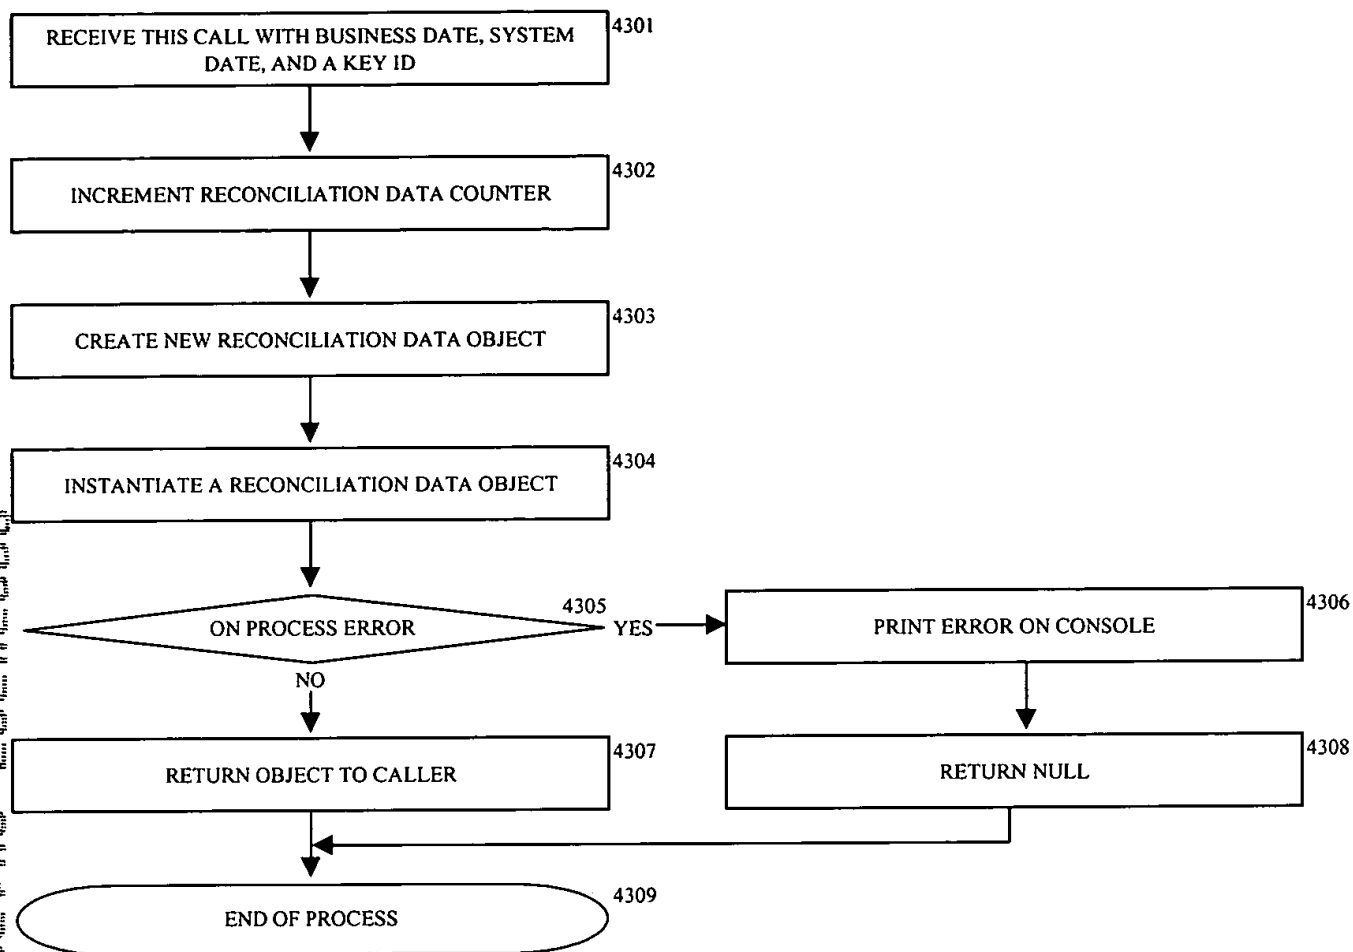 RECEIVE THIS CALL WITH BUSINESS DATE, SYSTEM
DATE, AND A KEY ID
4301
INCREMENT RECONCILIATION DATA COUNTER
4302
CREATE NEW RECONCILIATION DATA OBJECT
4303
INSTANTIATE A RECONCILIATION DATA OBJECT
4304
ON PROCESS ERROR
4305
YES
PRINT ERROR ON CONSOLE
4306
NO
RETURN OBJECT TO CALLER
4307
RETURN NULL
4308
END OF PROCESS
4309